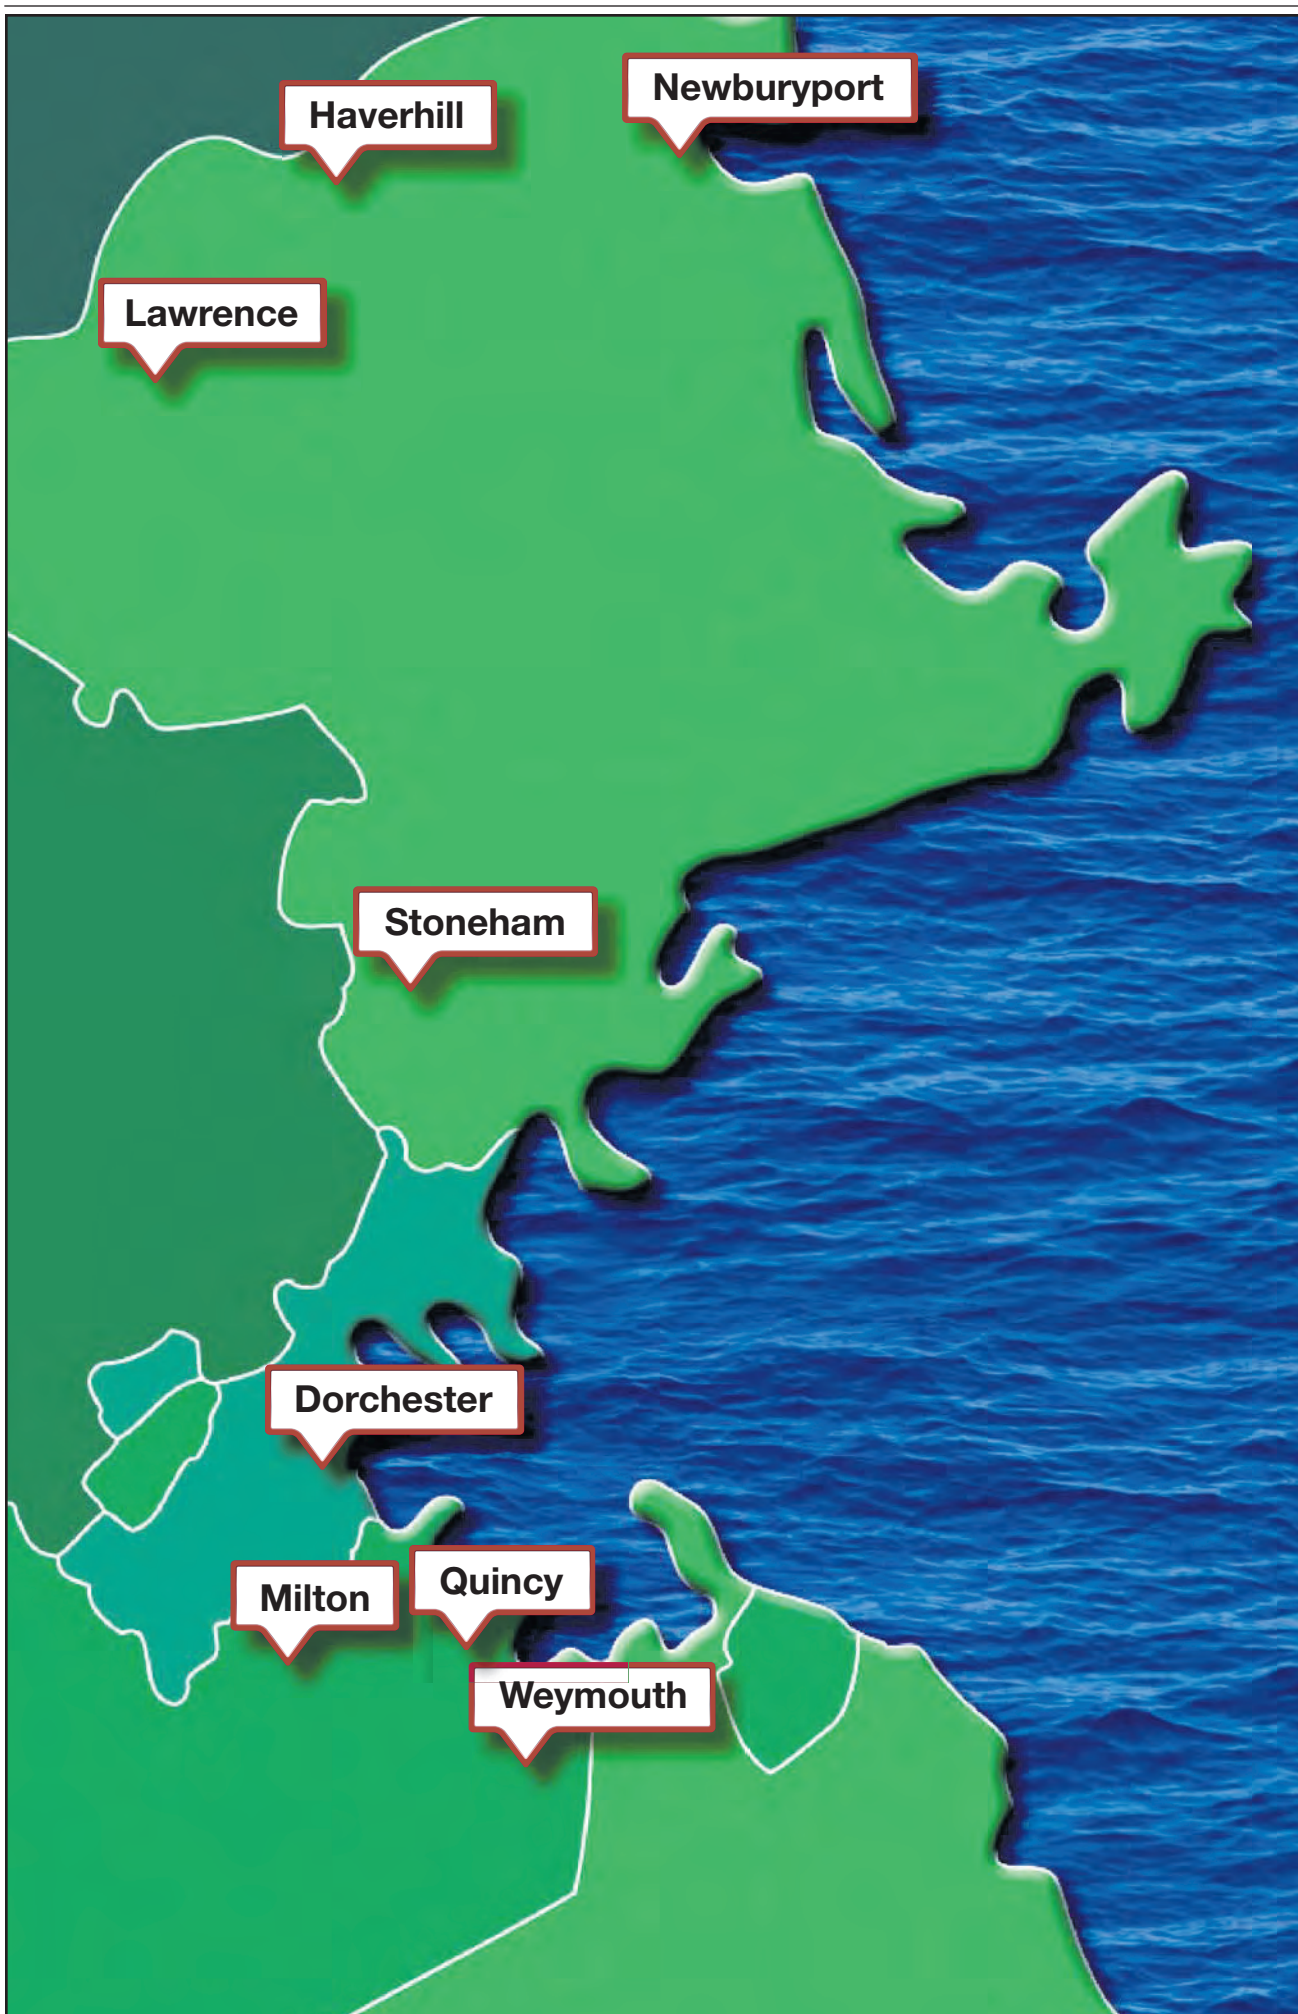 Newburyport
Haverhill
Lawrence
Stoneham
Dorchester
Quincy
Milton
Weymouth